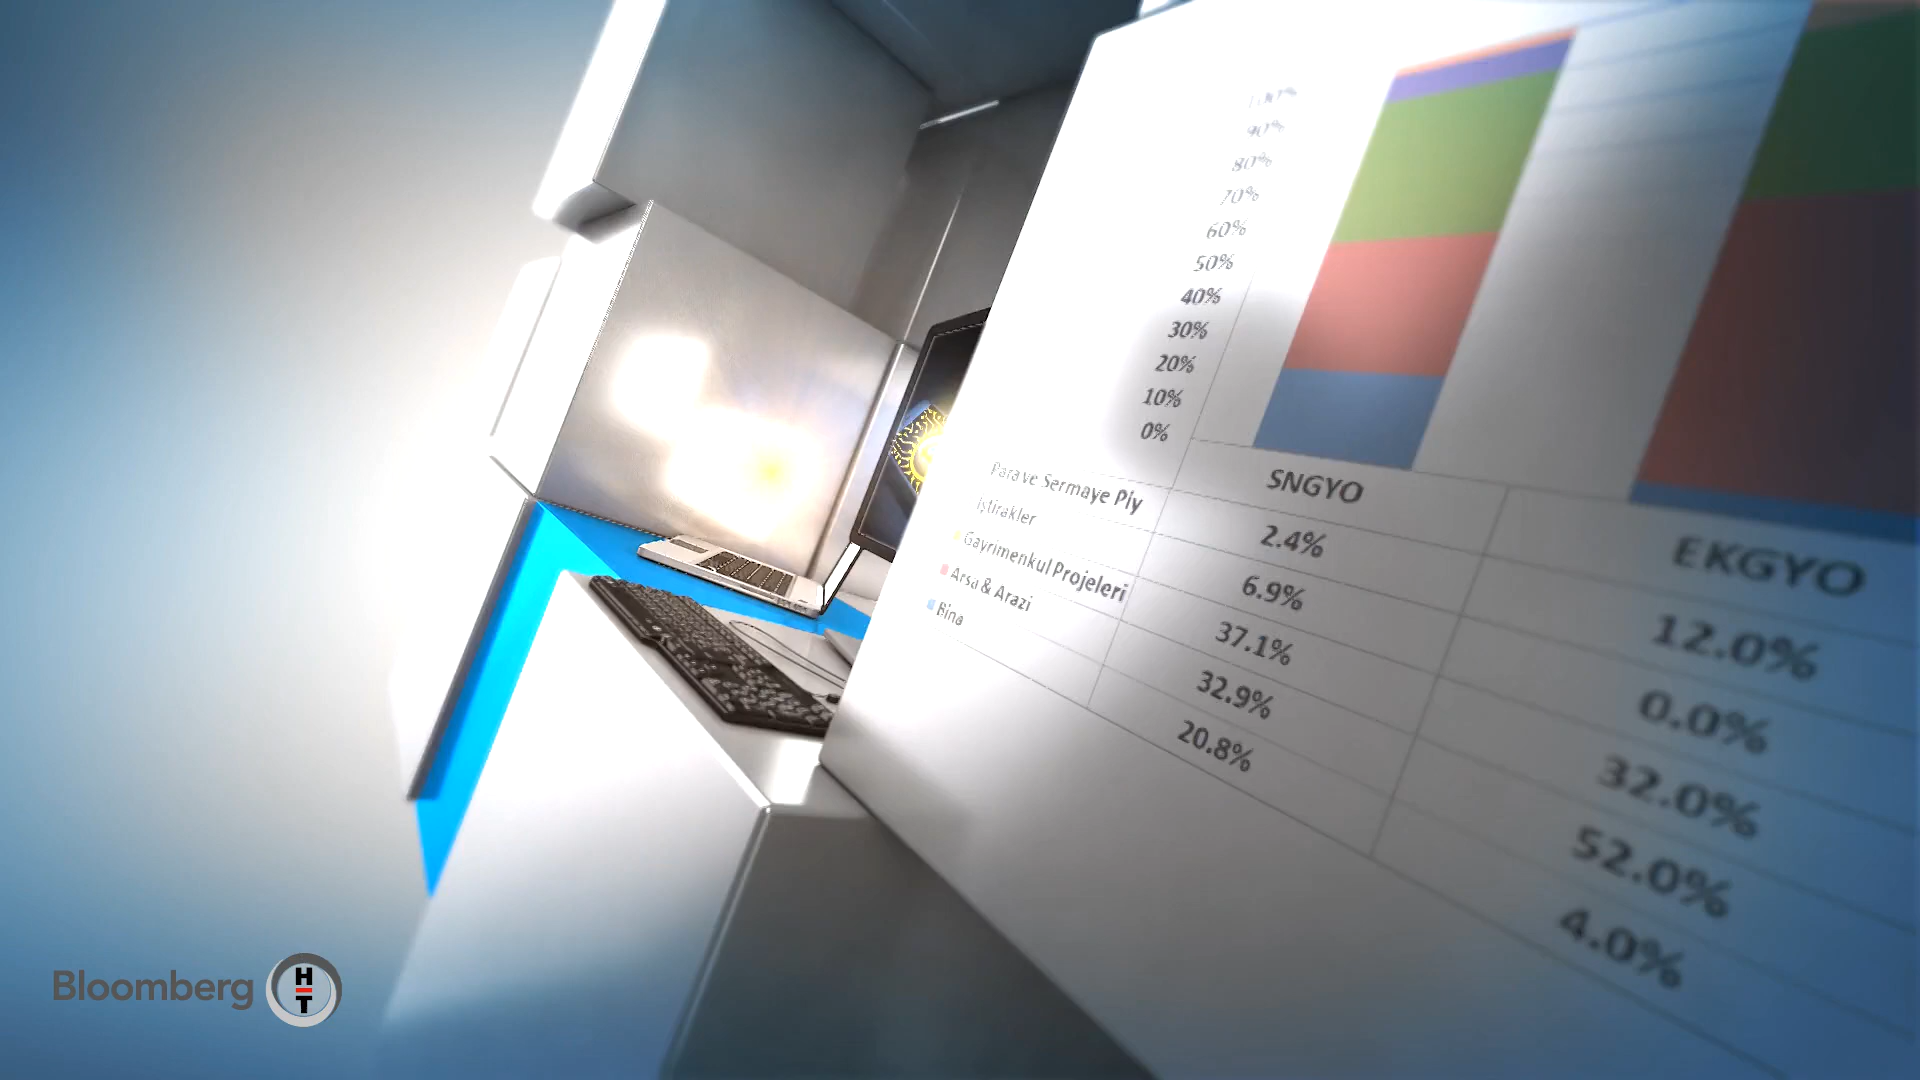 100%
90%
80%
70%
60%
50%
40%
30%
20%
10%
0%
SNGYO EKGYO
Para ve Sermaye Piy 2.4% 12.0%
İştirakler 6.9% 0.0%
Gayrimenkul Projeleri 37.1% 32.0%
Arsa & Arazi 32.9% 52.0%
Bina 20.8% 4.0%
Bloomberg HT